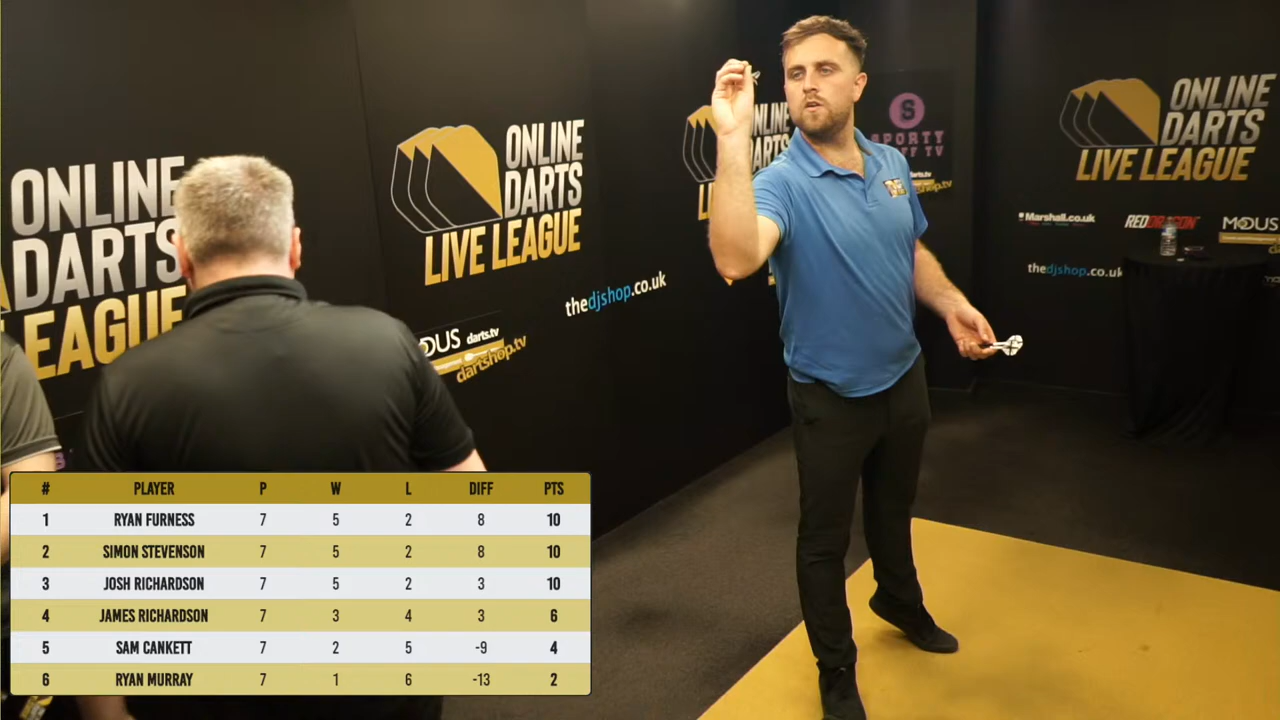 ONLINE
DARTS
LEAGUE
ONLINE
DARTS
LIVE LEAGUE
thedjshop.co.uk
darts.tv
dartshop.tv
S
SPORTY
TV
ONLINE
DARTS
LIVE LEAGUE
Marshall.co.uk
REDDRAGON
MODUS
thedjshop.co.uk
# PLAYER P W L DIFF PTS
1 RYAN FURNESS 7 5 2 8 10
2 SIMON STEVENSON 7 5 2 8 10
3 JOSH RICHARDSON 7 5 2 3 10
4 JAMES RICHARDSON 7 3 4 3 6
5 SAM CANKETT 7 2 5 -9 4
6 RYAN MURRAY 7 1 6 -13 2